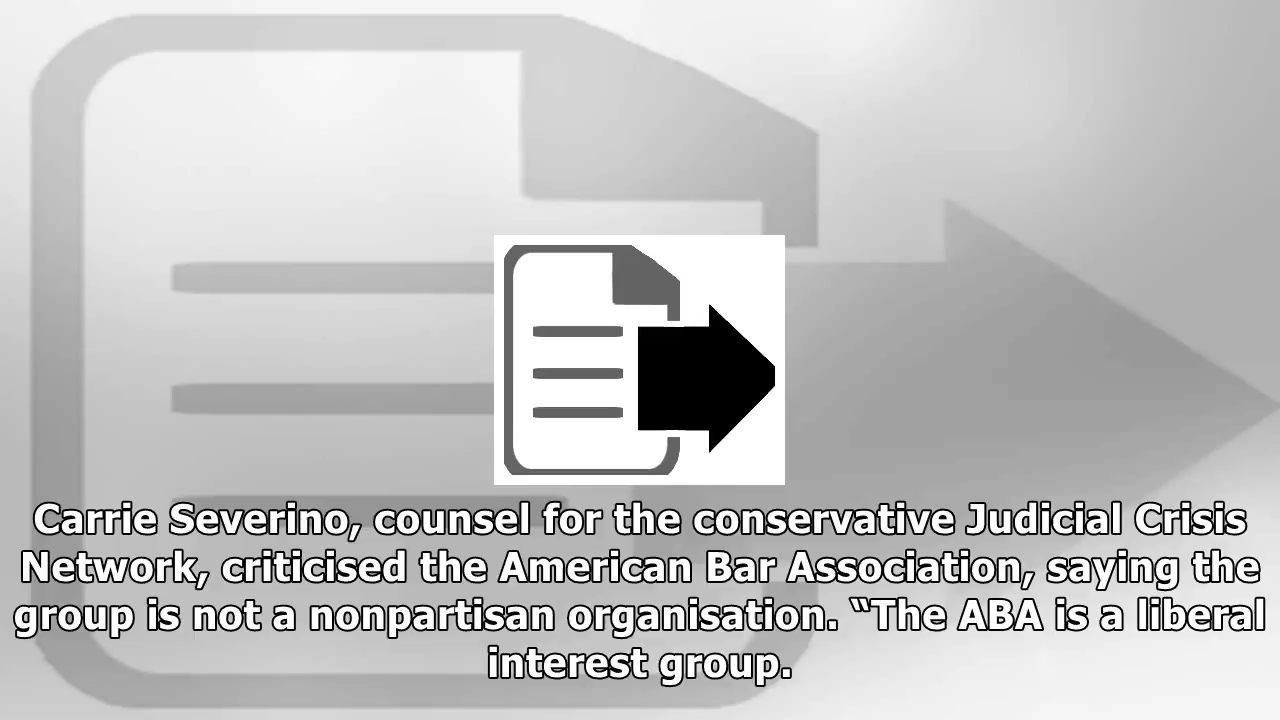 Carrie Severino, counsel for the conservative Judicial Crisis
Network, criticised the American Bar Association, saying the
group is not a nonpartisan organisation. “The ABA is a liberal
interest group.